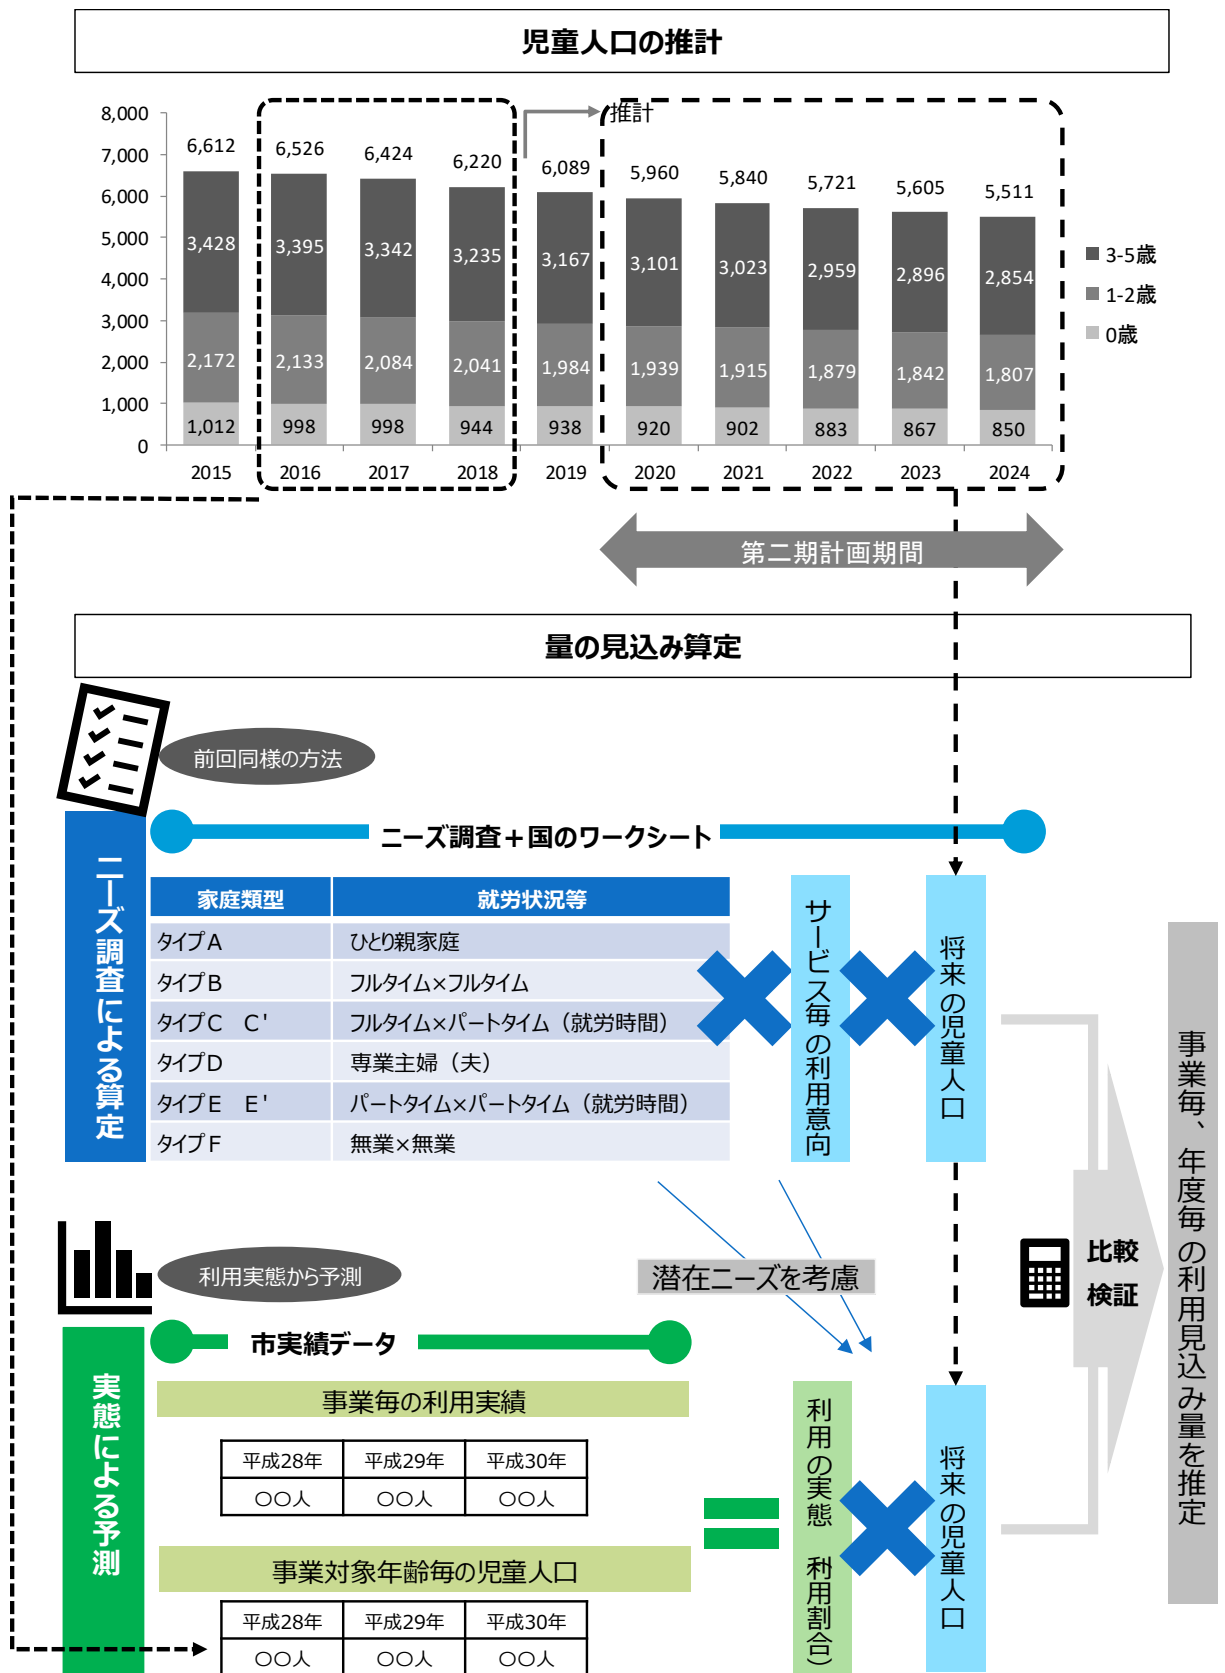 児童人口の推計
推計
8,000
7,000
6,000
5,000
4,000
3,000
2,000
1,000
0
6,612 6,526 6,424 6,220 6,089 5,960 5,840 5,721 5,605 5,511
3,428 3,395 3,342 3,235 3,167 3,101 3,023 2,959 2,896 2,854
2,172 2,133 2,084 2,041 1,984 1,939 1,915 1,879 1,842 1,807
1,012 998 998 944 938 920 902 883 867 850
2015 2016 2017 2018 2019 2020 2021 2022 2023 2024
3-5歳
1-2歳
0歳
第二期計画期間
量の見込み算定
前回同様の方法
ニーズ調査による算定
ニーズ調査＋国のワークシート
家庭類型 就労状況等
タイプA ひとり親家庭
タイプB フルタイム×フルタイム
タイプC C' フルタイム×パートタイム（就労時間）
タイプD 専業主婦（夫）
タイプE E' パートタイム×パートタイム（就労時間）
タイプF 無業×無業
サービス毎の利用意向
将来の児童人口
潜在ニーズを考慮
利用実態から予測
実態による予測
市実績データ
事業毎の利用実績
平成28年 平成29年 平成30年
〇〇人 〇〇人 〇〇人
事業対象年齢毎の児童人口
平成28年 平成29年 平成30年
〇〇人 〇〇人 〇〇人
利用の実態（利用割合）
将来の児童人口
比較
検証
事業毎、年度毎の利用見込み量を推定